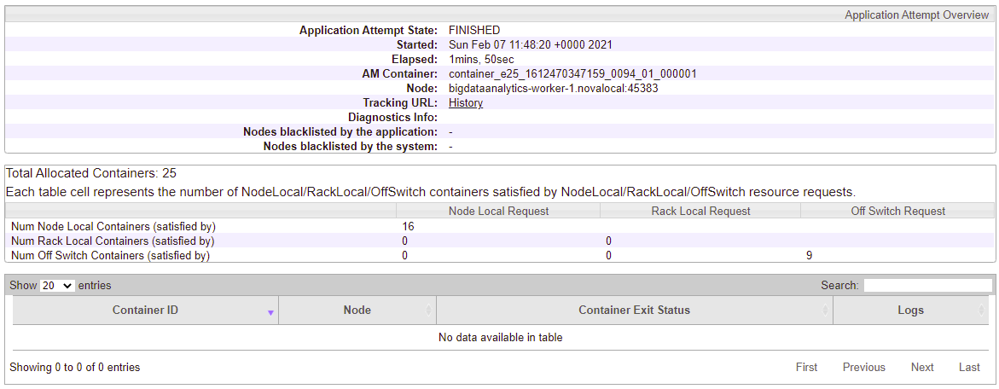 Application Attempt Overview
Application Attempt State: FINISHED
Started: Sun Feb 07 11:48:20 +0000 2021
Elapsed: 1mins, 50sec
AM Container: container_e25_1612470347159_0094_01_000001
Node: bigdataanalytics-worker-1.novalocal:45383
Tracking URL: History
Diagnostics Info:
Nodes blacklisted by the application: -
Nodes blacklisted by the system: -
Total Allocated Containers: 25
Each table cell represents the number of NodeLocal/RackLocal/OffSwitch containers satisfied by NodeLocal/RackLocal/OffSwitch resource requests.
Node Local Request Rack Local Request Off Switch Request
Num Node Local Containers (satisfied by) 16
Num Rack Local Containers (satisfied by) 0 0
Num Off Switch Containers (satisfied by) 0 0 9
Show 20 entries Search:
Container ID Node Container Exit Status Logs
No data available in table
Showing 0 to 0 of 0 entries First Previous Next Last